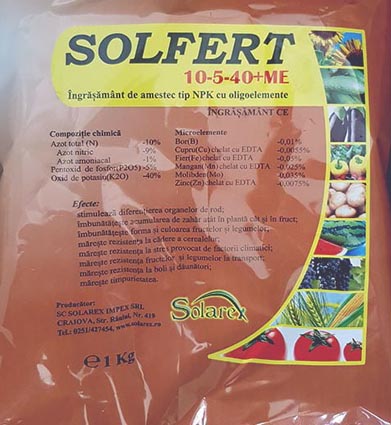 SOLFERT
10-5-40+ME
Îngrășământ de amestec tip NPK cu oligoelemente
ÎNGRĂȘĂMÂNT CE
Compoziție chimică
Azot total (N) -10%
Azot nitric -9%
Azot amoniacal -1%
Pentoxid de fosfor(P2O5) -5%
Oxid de potasiu(K2O) -40%
Microelemente
Bor(B) -0,01%
Cupru(Cu) chelat cu EDTA -0,0055%
Fier(Fe) chelat cu EDTA -0,05%
Mangan(Mn) chelat cu EDTA -0,025%
Molibden(Mo) -0,035%
Zinc(Zn) chelat cu EDTA -0,0075%
Efecte:
stimulează diferențierea organelor de rod;
îmbunătățește acumularea de zahăr atât în plantă cât și în fruct;
îmbunătățește forma și culoarea fructelor și legumelor;
mărește rezistența la cădere a cerealelor;
mărește rezistența la stres provocat de factorii climatici;
mărește rezistența fructelor și legumelor la transport;
mărește rezistența la boli și dăunători;
mărește timpurietatea.
Producător:
SC SOLAREX IMPEX SRL
CRAIOVA, Str. Râului, Nr. 419
Tel.: 0251/427454, www.solarex.ro
Solarex
e 1 Kg